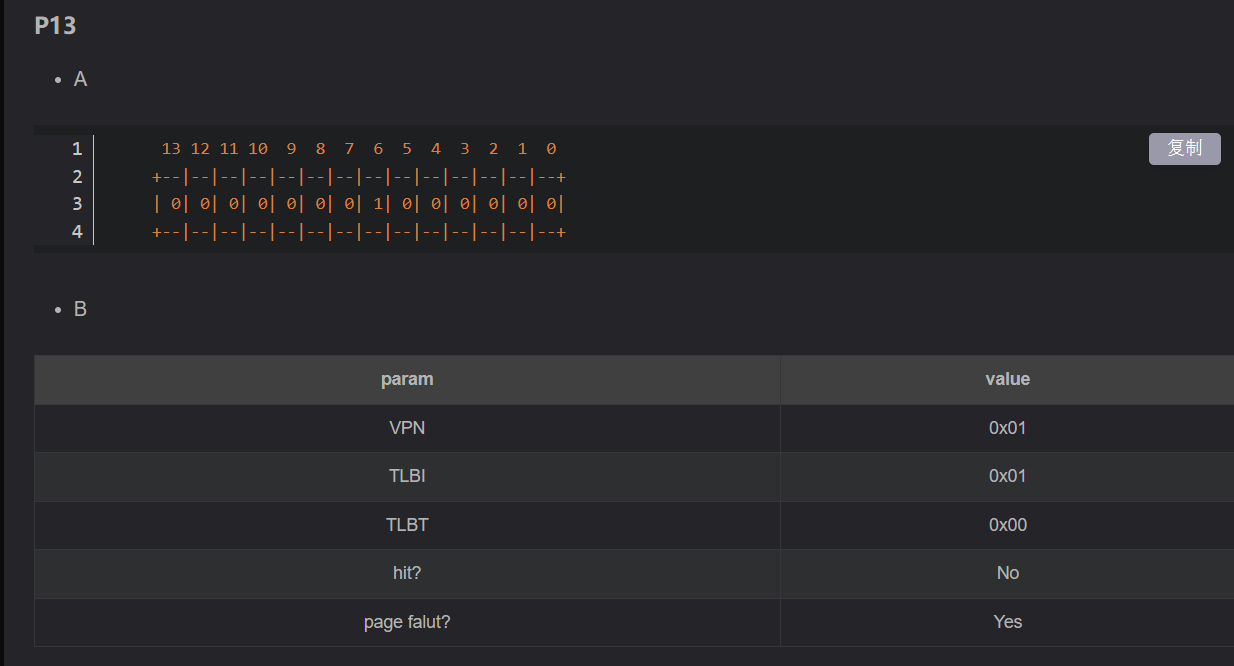 P13
• A
复制
1 13 12 11 10 9 8 7 6 5 4 3 2 1 0
2 +--|--|--|--|--|--|--|--|--|--|--|--|--|--+
3 | 0| 0| 0| 0| 0| 0| 0| 1| 0| 0| 0| 0| 0| 0|
4 +--|--|--|--|--|--|--|--|--|--|--|--|--|--+
• B
param value
VPN 0x01
TLBI 0x01
TLBT 0x00
hit? No
page falut? Yes